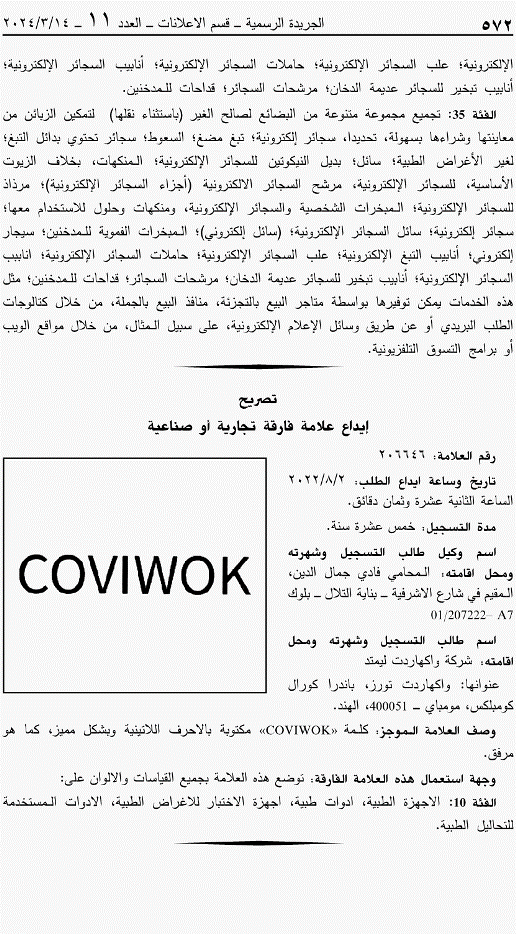 ٥٧٢ الجريدة الرسمية ــ قسم الاعلانات ــ العدد ١١ ــ ٢٠٢٤/٣/١٤
الإلكترونية؛ علب السجائر الإلكترونية؛ حاملات السجائر الإلكترونية؛ أنابيب السجائر الإلكترونية؛
أنابيب تبخير للسجائر عديمة الدخان؛ مرشحات السجائر؛ قداحات للمدخنين.
الفئة 35: تجميع مجموعة متنوعة من البضائع لصالح الغير (باستثناء نقلها) لتمكين الزبائن من
معاينتها وشراءها بسهولة، تحديدا، سجائر إلكترونية؛ تبغ مضغ؛ السعوط؛ سجائر تحتوي بدائل التبغ؛
لغير الأغراض الطبية؛ سائل؛ بديل النيكوتين للسجائر الإلكترونية؛ المنكهات، بخلاف الزيوت
الأساسية، للسجائر الإلكترونية، مرشح السجائر الالكترونية (أجزاء السجائر الإلكترونية)؛ مرذاذ
للسجائر الإلكترونية؛ المبخرات الشخصية والسجائر الإلكترونية، ومنكهات وحلول للاستخدام معها؛
سجائر إلكترونية؛ سائل السجائر الإلكترونية؛ (سائل إلكتروني)؛ المبخرات الفموية للمدخنين؛ سيجار
إلكتروني؛ أنابيب التبغ الإلكترونية؛ علب السجائر الإلكترونية؛ حاملات السجائر الإلكترونية؛ انابيب
السجائر الإلكترونية؛ أنابيب تبخير للسجائر عديمة الدخان؛ مرشحات السجائر؛ قداحات للمدخنين؛ مثل
هذه الخدمات يمكن توفيرها بواسطة متاجر البيع بالتجزئة، منافذ البيع بالجملة، من خلال كتالوجات
الطلب البريدي أو عن طريق وسائل الإعلام الإلكترونية، على سبيل المثال، من خلال مواقع الويب
أو برامج التسوق التلفزيونية.
تصريح
إيداع علامة فارقة تجارية أو صناعية
رقم العلامة: ٢٠٦٦٤٦
تاريخ وساعة ايداع الطلب: ٢٠٢٢/٨/٢
الساعة الثانية عشرة وثمان دقائق.
مدة التسجيل: خمس عشرة سنة.
اسم وكيل طالب التسجيل وشهرته
ومحل اقامته: المحامي فادي جمال الدين،
المقيم في شارع الاشرفية ــ بناية التلال ــ بلوك
A7 –01/207222
اسم طالب التسجيل وشهرته ومحل
اقامته: شركة واكهاردت ليمتد
عنوانها: واكهاردت تورز، باندرا كورال
كومبلكس، مومباي ــ 400051، الهند.
COVIWOK
وصف العلامة الموجز: كلمة «COVIWOK» مكتوبة بالاحرف اللاتينية وبشكل مميز، كما هو
مرفق.
وجهة استعمال هذه العلامة الفارقة: توضع هذه العلامة بجميع القياسات والالوان على:
الفئة 10: الاجهزة الطبية، ادوات طبية، اجهزة الاختبار للاغراض الطبية، الادوات المستخدمة
للتحاليل الطبية.